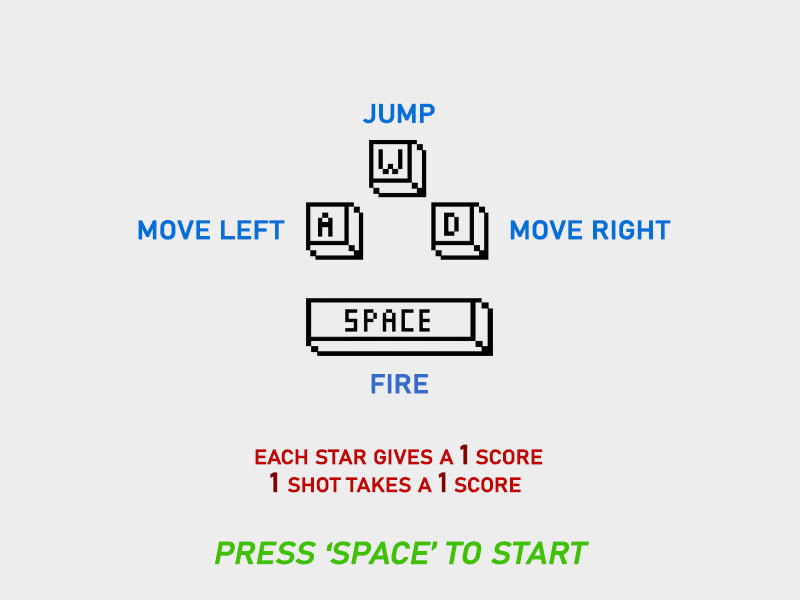 JUMP
W
MOVE LEFT A D MOVE RIGHT
SPACE
FIRE
EACH STAR GIVES A 1 SCORE
1 SHOT TAKES A 1 SCORE
PRESS ‘SPACE’ TO START